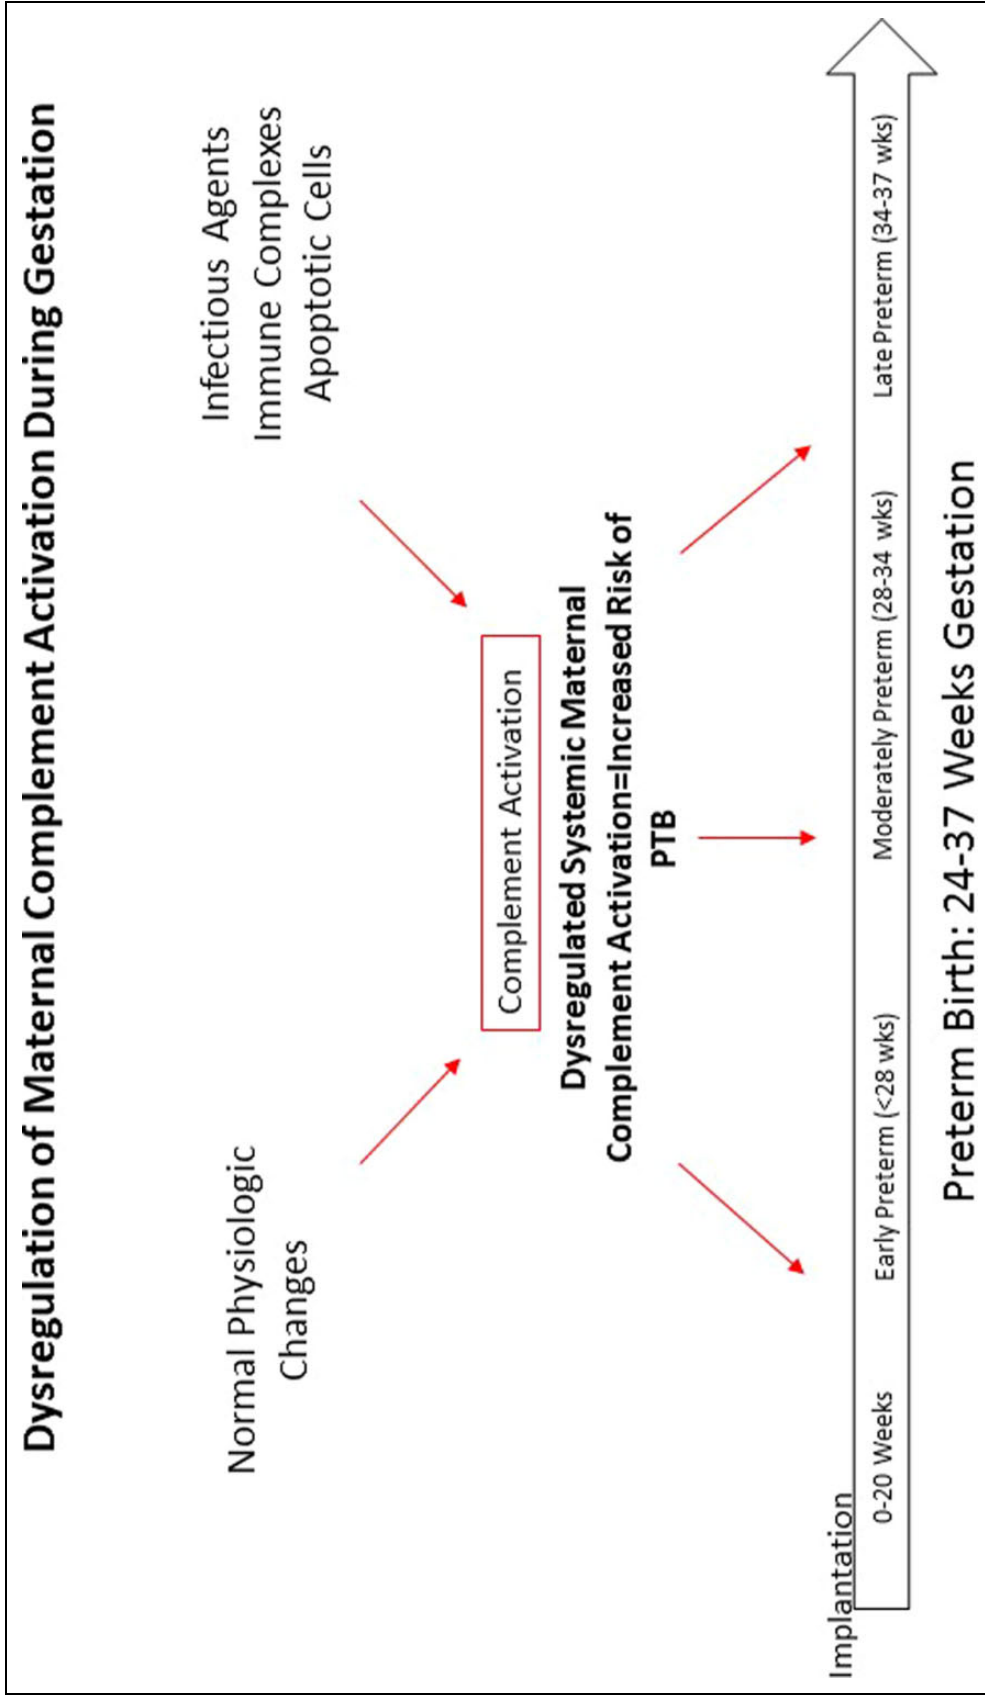 Dysregulation of Maternal Complement Activation During Gestation
Normal Physiologic
Changes
Infectious Agents
Immune Complexes
Apoptotic Cells
Complement Activation
Dysregulated Systemic Maternal
Complement Activation=Increased Risk of
PTB
Implantation
0-20 Weeks
Early Preterm (<28 wks)
Moderately Preterm (28-34 wks)
Late Preterm (34-37 wks)
Preterm Birth: 24-37 Weeks Gestation